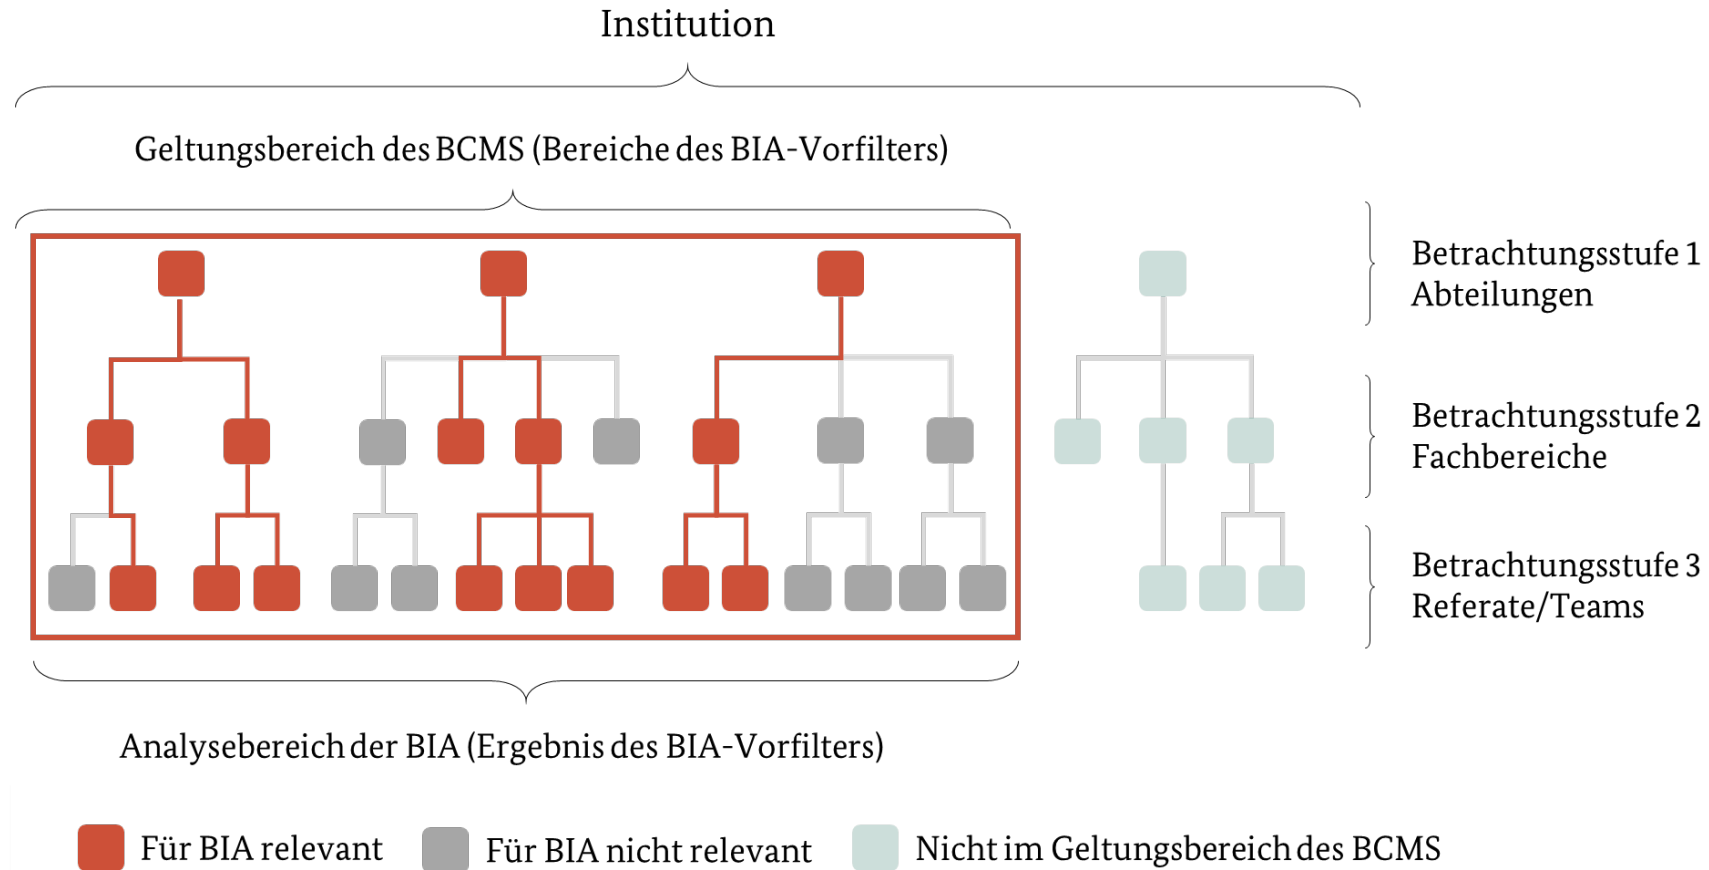 Institution
Geltungsbereich des BCMS (Bereiche des BIA-Vorfilters)
Betrachtungsstufe 1
Abteilungen
Betrachtungsstufe 2
Fachbereiche
Betrachtungsstufe 3
Referate/Teams
Analysebereich der BIA (Ergebnis des BIA-Vorfilters)
Für BIA relevant
Für BIA nicht relevant
Nicht im Geltungsbereich des BCMS